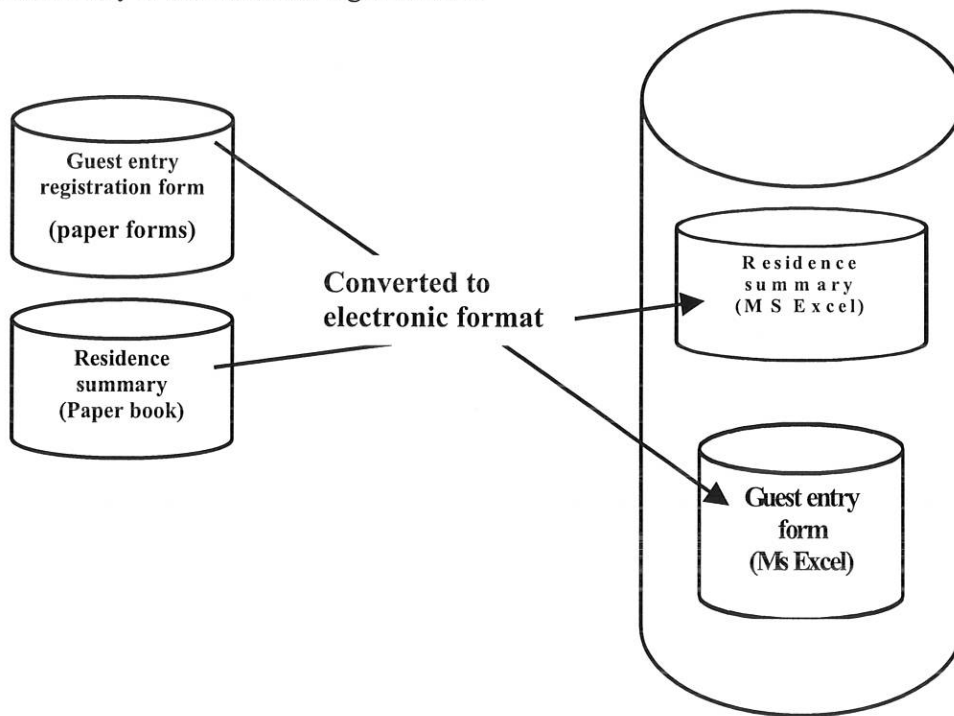 Guest entry
registration form
(paper forms)
Residence
summary
(Paper book)
Converted to
electronic format
Residence
summary
(MS Excel)
Guest entry
form
(Ms Excel)